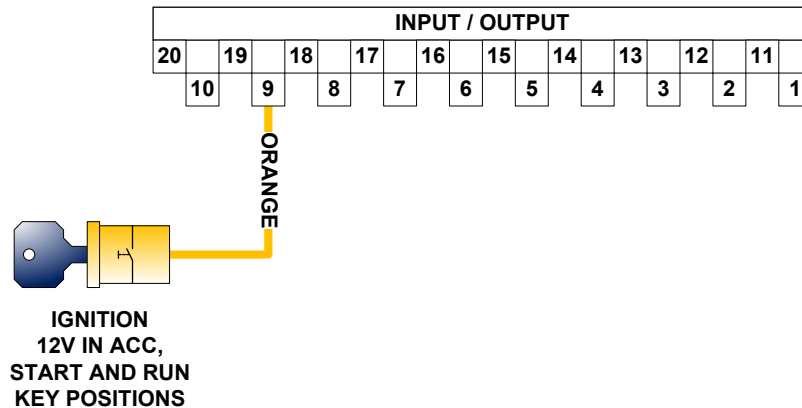 INPUT / OUTPUT
20 19 18 17 16 15 14 13 12 11
10 9 8 7 6 5 4 3 2 1
ORANGE
IGNITION
12V IN ACC,
START AND RUN
KEY POSITIONS